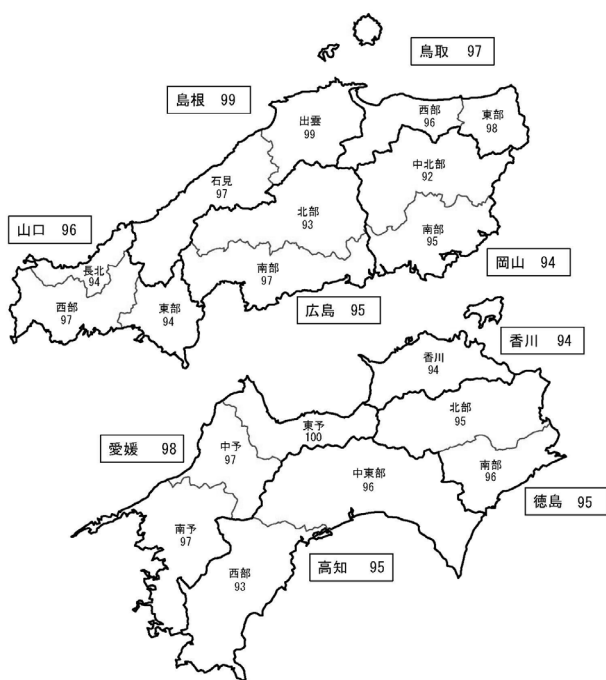 鳥取 97
島根 99
西部
96
東部
98
出雲
99
中北部
92
石見
97
北部
93
山口 96
南部
95
長北
94
南部
97
岡山 94
西部
97
東部
94
広島 95
香川 94
香川
94
北部
95
東予
100
愛媛 98
中予
97
中東部
96
南部
96
徳島 95
南予
97
西部
93
高知 95